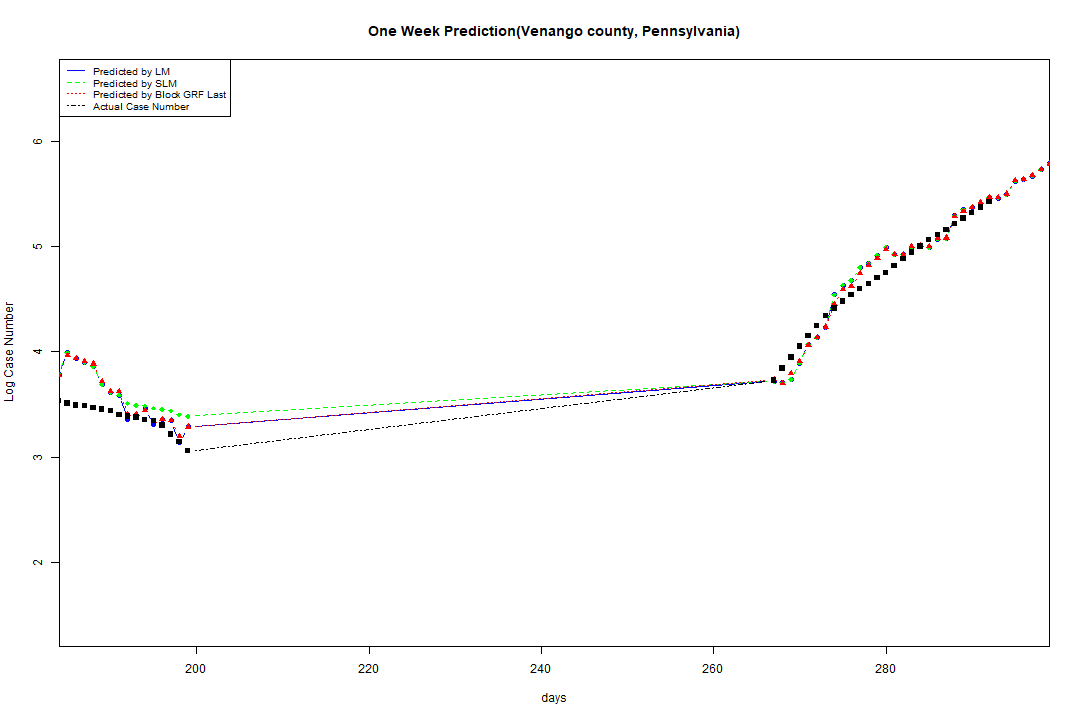 One Week Prediction(Venango county, Pennsylvania)
Predicted by LM
Predicted by SLM
Predicted by Block GRF Last
Actual Case Number
Log Case Number
6
5
4
3
2
200 220 240 260 280
days